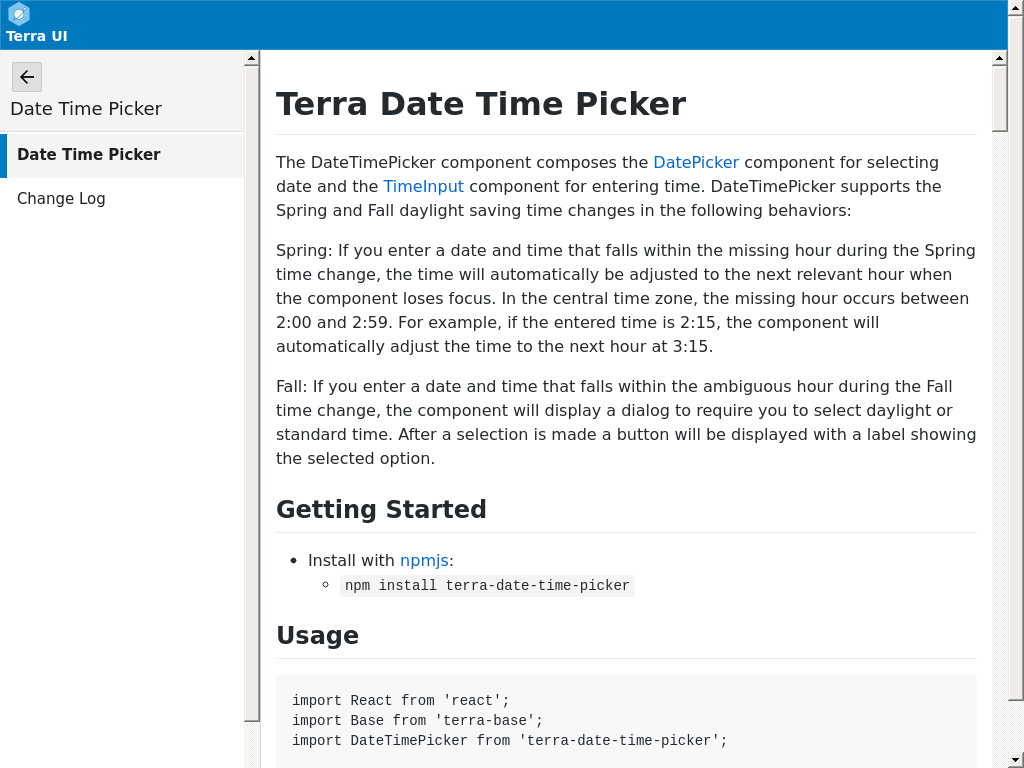 Terra UI
Date Time Picker
Date Time Picker
Change Log
Terra Date Time Picker
The DateTimePicker component composes the DatePicker component for selecting
date and the TimeInput component for entering time. DateTimePicker supports the
Spring and Fall daylight saving time changes in the following behaviors:
Spring: If you enter a date and time that falls within the missing hour during the Spring
time change, the time will automatically be adjusted to the next relevant hour when
the component loses focus. In the central time zone, the missing hour occurs between
2:00 and 2:59. For example, if the entered time is 2:15, the component will
automatically adjust the time to the next hour at 3:15.
Fall: If you enter a date and time that falls within the ambiguous hour during the Fall
time change, the component will display a dialog to require you to select daylight or
standard time. After a selection is made a button will be displayed with a label showing
the selected option.
Getting Started
Install with npmjs:
npm install terra-date-time-picker
Usage
import React from 'react';
import Base from 'terra-base';
import DateTimePicker from 'terra-date-time-picker';